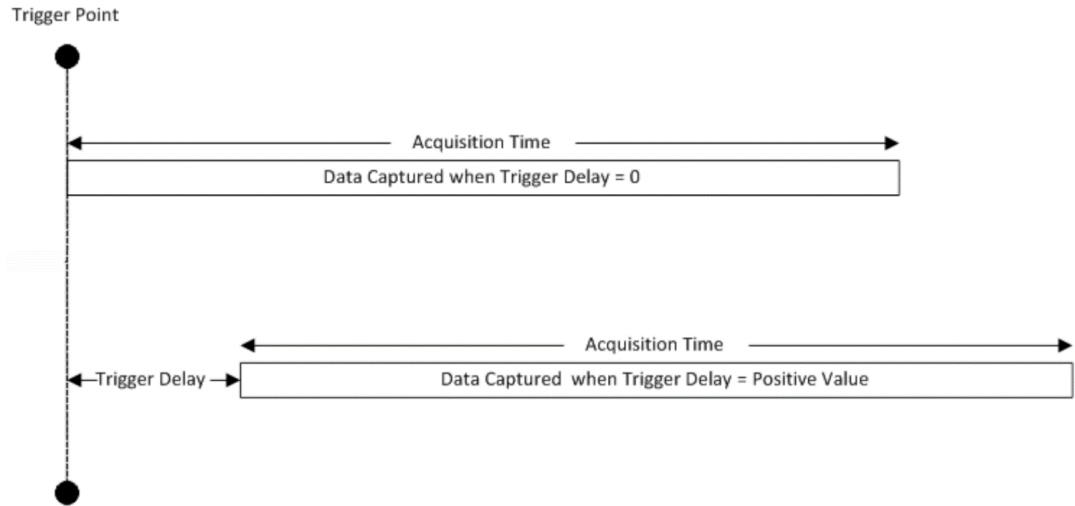 Trigger Point
Acquisition Time
Data Captured when Trigger Delay = 0
Acquisition Time
Trigger Delay
Data Captured when Trigger Delay = Positive Value